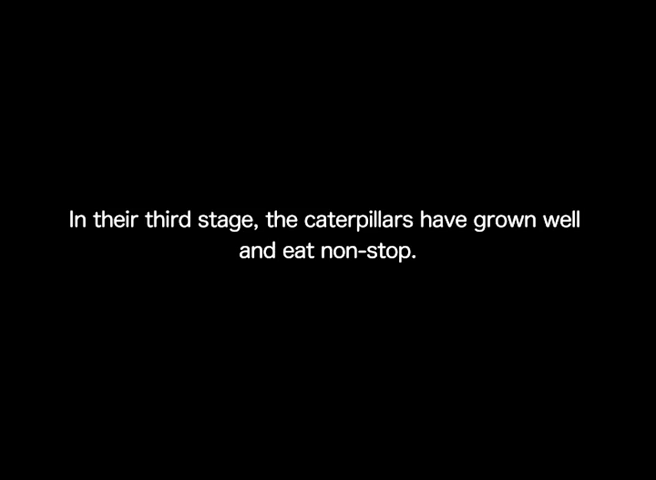 In their third stage, the caterpillars have grown well
and eat non-stop.